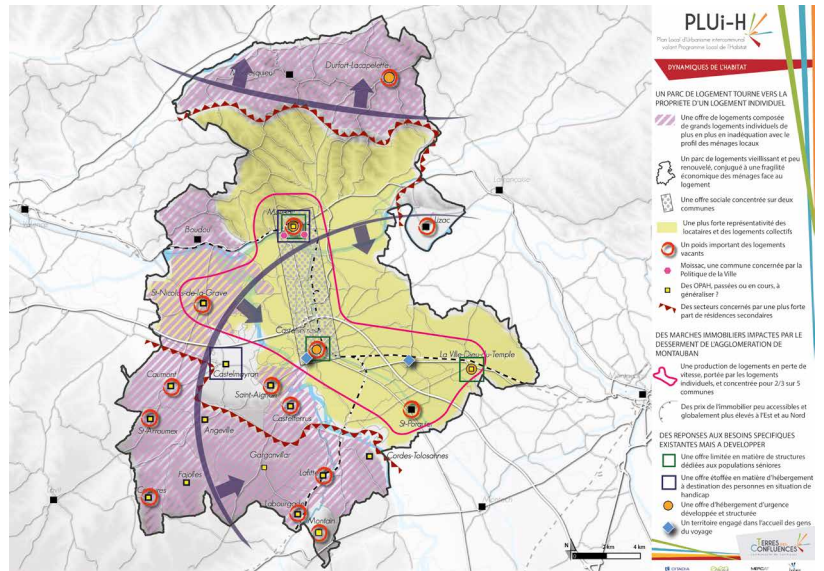 PLUi-H
Plan Local d'Urbanisme intercommunal
valant Programme Local de l'Habitat
DYNAMIQUES DE L'HABITAT
UN PARC DE LOGEMENT TOURNE VERS LA
PROPRIETE D'UN LOGEMENT INDIVIDUEL
Une offre de logements composée
de grands logements individuels de
plus en plus en inadéquation avec le
profil des ménages locaux
Un parc de logements vieillissant et peu
renouvelé, conjugué à une fragilité
économique des ménages face au
logement
Une offre sociale concentrée sur deux
communes
Une plus forte représentativité des
locataires et des logements collectifs
Un poids important des logements
vacants
Moissac, une commune concernée par la
Politique de la Ville
Des OPAH, passées ou en cours, à
généraliser ?
Des secteurs concernés par une plus forte
part de résidences secondaires
DES MARCHES IMMOBILIERS IMPACTES PAR LE
DESSERMENT DE L'AGGLOMERATION DE
MONTAUBAN
Une production de logements en perte de
vitesse, portée par les logements
individuels, et concentrée pour 2/3 sur 5
communes
Des prix de l'immobilier peu accessibles et
globalement plus élevés à l'Est et au Nord
DES REPONSES AUX BESOINS SPECIFIQUES
EXISTANTES MAIS A DEVELOPPER
Une offre limitée en matière de structures
dédiées aux populations séniores
Une offre étoffée en matière d'hébergement
à destination des personnes en situation de
handicap
Une offre d'hébergement d'urgence
développée et structurée
Un territoire engagé dans l'accueil des gens
du voyage
TERRES
CONFLUENCES
CITADIA
MERCAT
Durfort-Lacapelette
Lizac
Boudou
St-Nicolas-de-la-Grave
La Ville-Dieu-du-Temple
Castelmayran
Caumont
Saint-Aignan
Castelferrus
St-Porquier
St-Arroumex
Angeville
Cordes-Tolosannes
Garganvillar
Lafitte
Fajolles
Labourgade
Montain
N
2 km
4 km